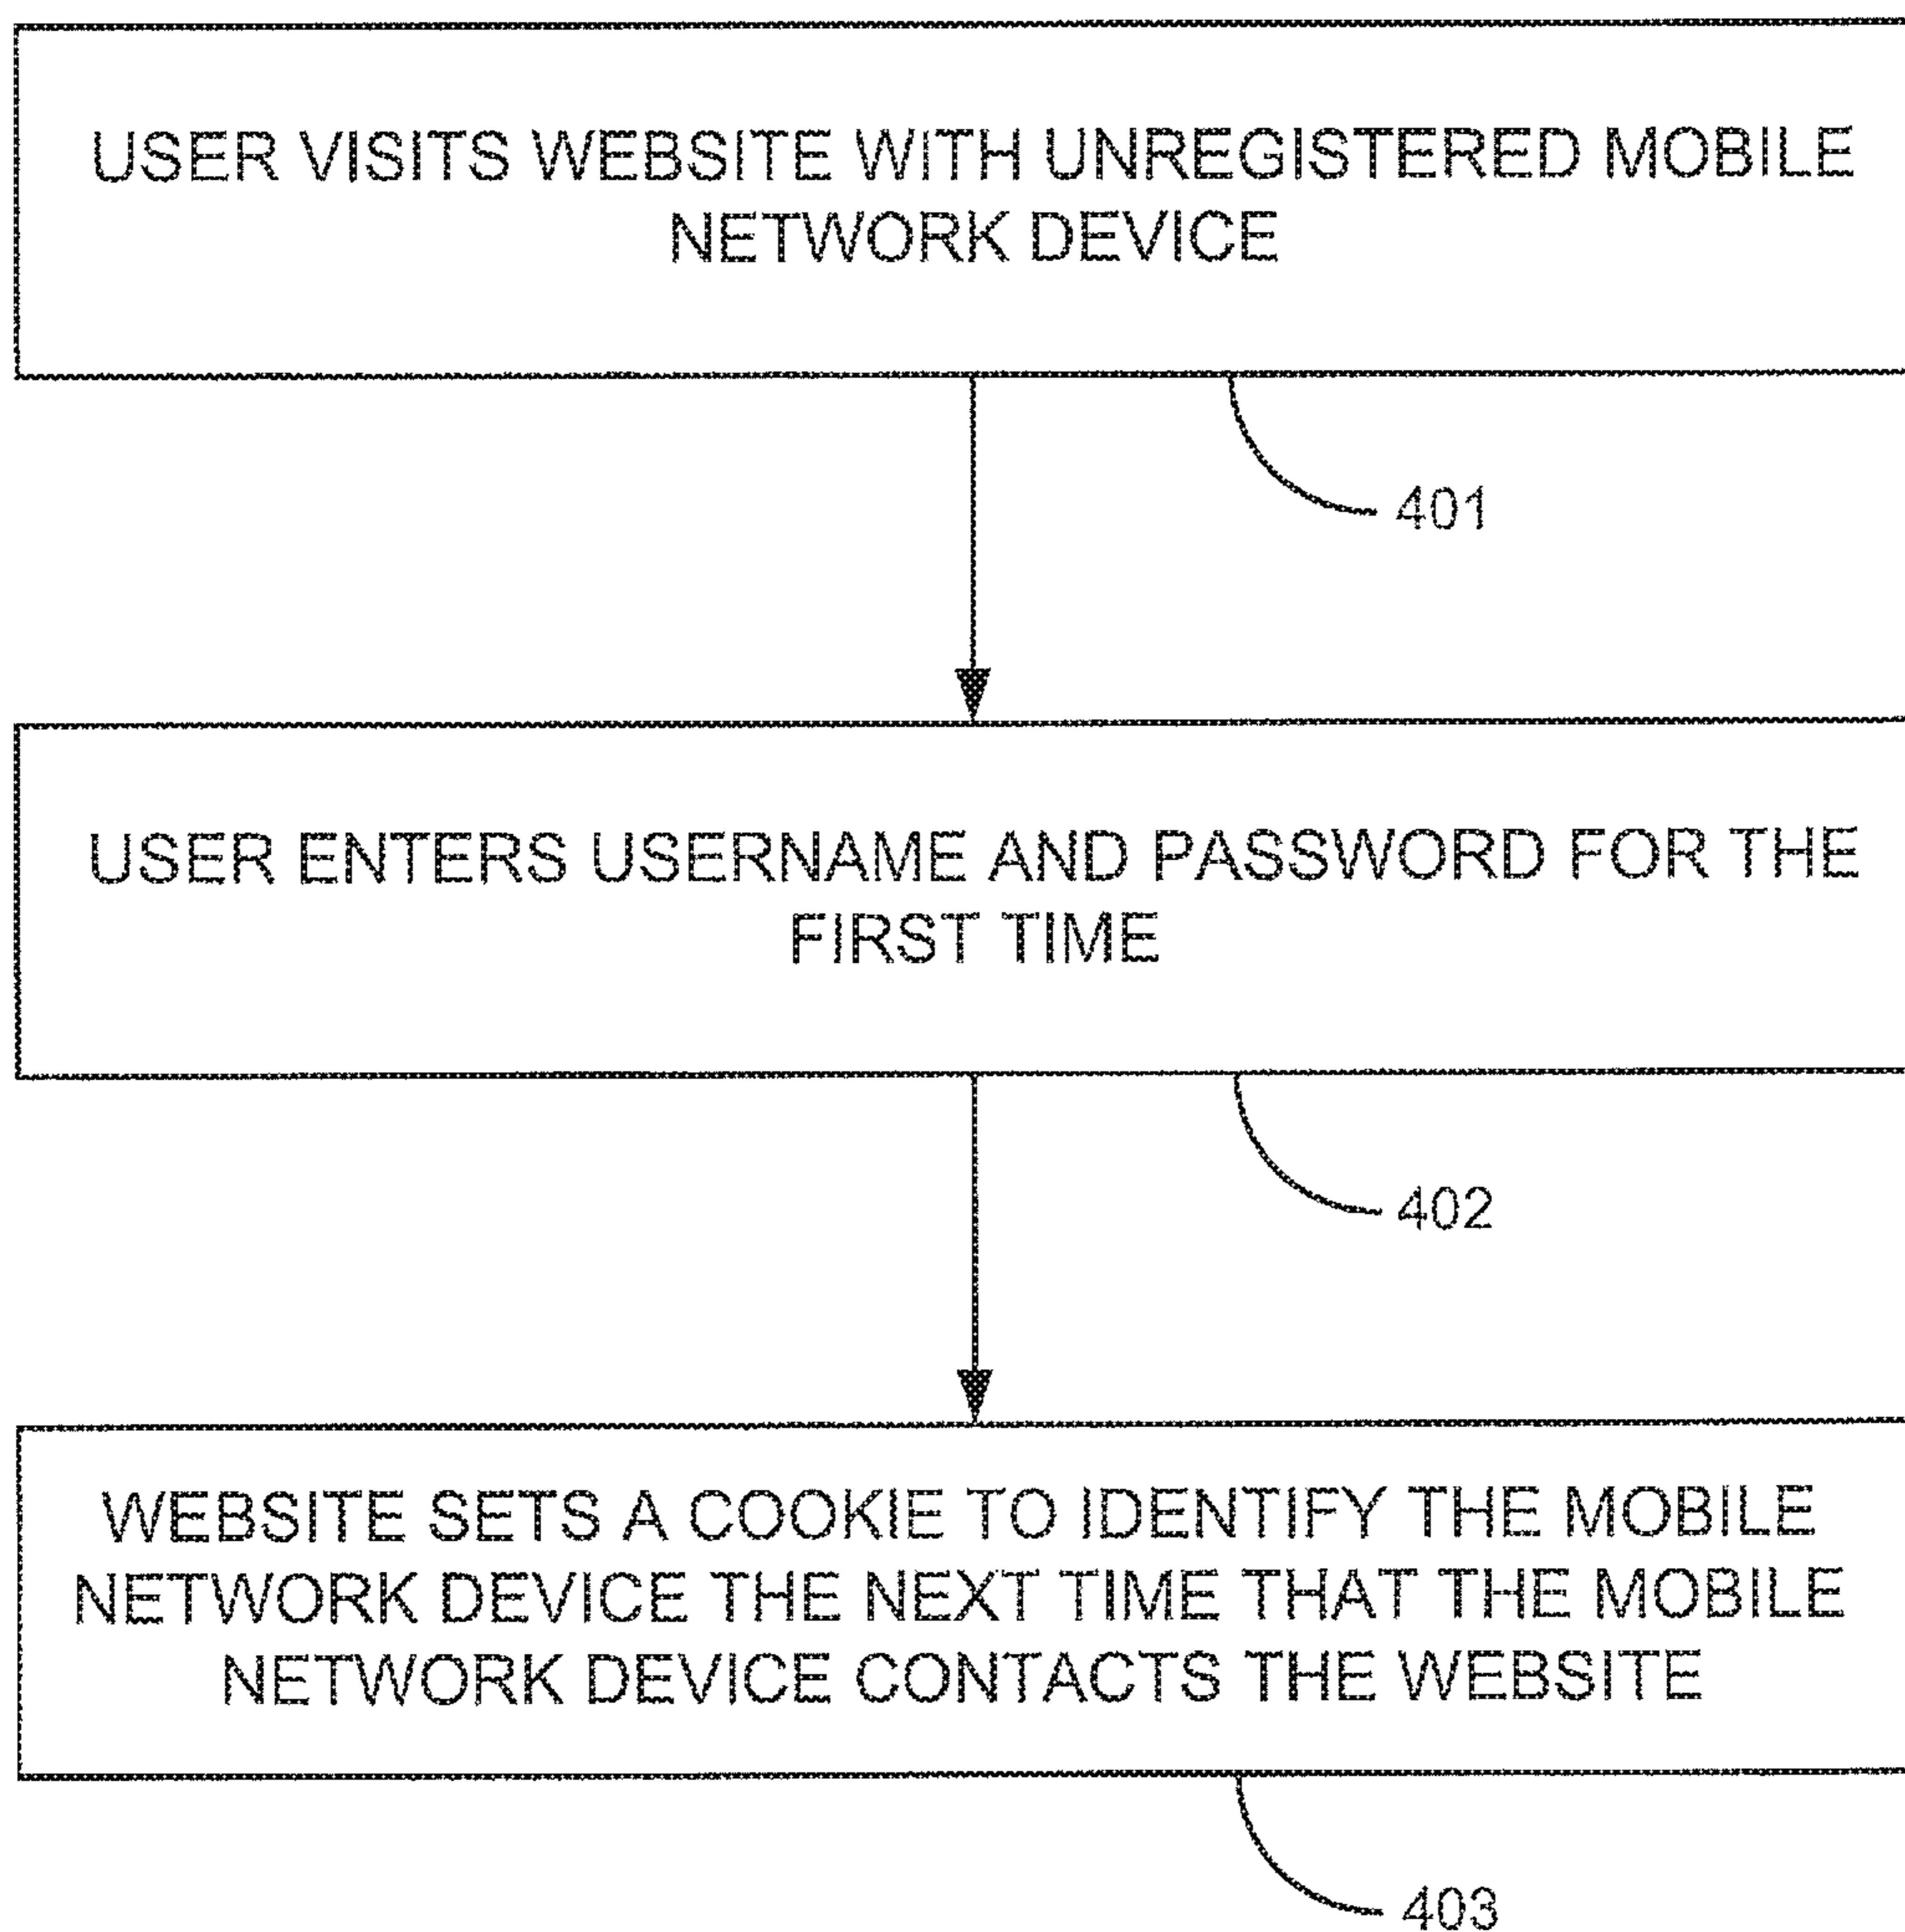 USER VISITS WEBSITE WITH UNREGISTERED MOBILE
NETWORK DEVICE
401
USER ENTERS USERNAME AND PASSWORD FOR THE
FIRST TIME
402
WEBSITE SETS A COOKIE TO IDENTIFY THE MOBILE
NETWORK DEVICE THE NEXT TIME THAT THE MOBILE
NETWORK DEVICE CONTACTS THE WEBSITE
403